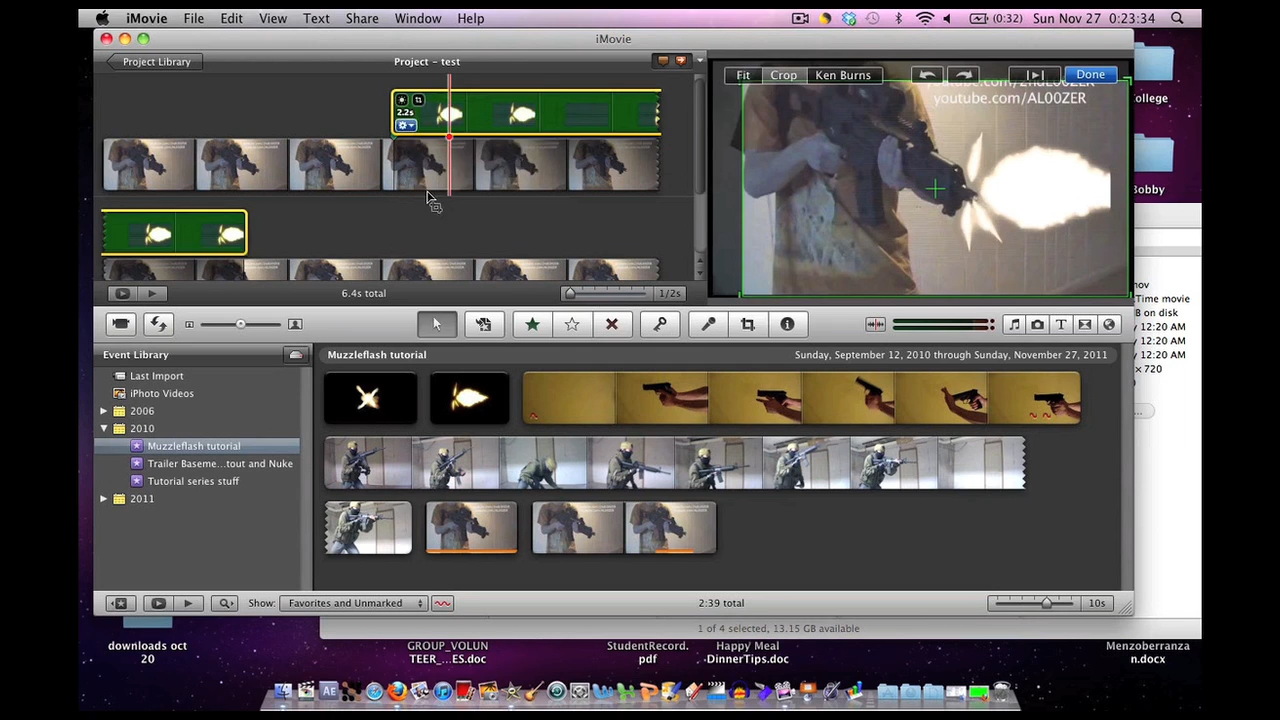 iMovie File Edit View Text Share Window Help
(0:32) Sun Nov 27 0:23:34
iMovie
Project Library
Project - test
Fit Crop Ken Burns Done
youtube.com/AL00ZER
2.2s
6.4s total
1/2s
College
Bobby
Time movie
B on disk
12:20 AM
12:20 AM
12:20 AM
× 720
Event Library
Muzzleflash tutorial
Sunday, September 12, 2010 through Sunday, November 27, 2011
Last Import
iPhoto Videos
2006
2010
Muzzleflash tutorial
Trailer Baseme...tout and Nuke
Tutorial series stuff
2011
Show: Favorites and Unmarked
2:39 total
10s
1 of 4 selected, 13.15 GB available
downloads oct
20
GROUP_VOLUN
TEER_...ES.doc
StudentRecord.
pdf
Happy Meal
DinnerTips.doc
Menzoberranza
n.docx
AE